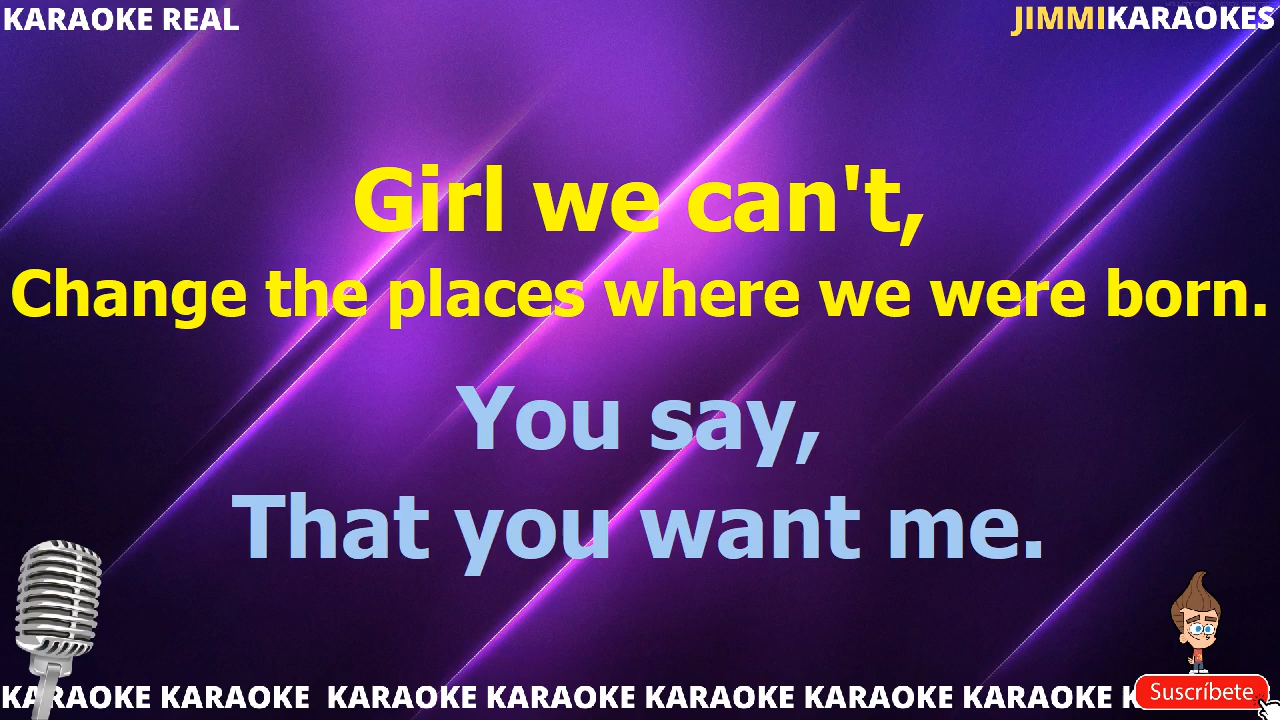 KARAOKE REAL
JIMMIKARAOKES
Girl we can't,
Change the places where we were born.
You say,
That you want me.
KARAOKE KARAOKE KARAOKE KARAOKE KARAOKE KARAOKE KARAOKE K
Suscríbete